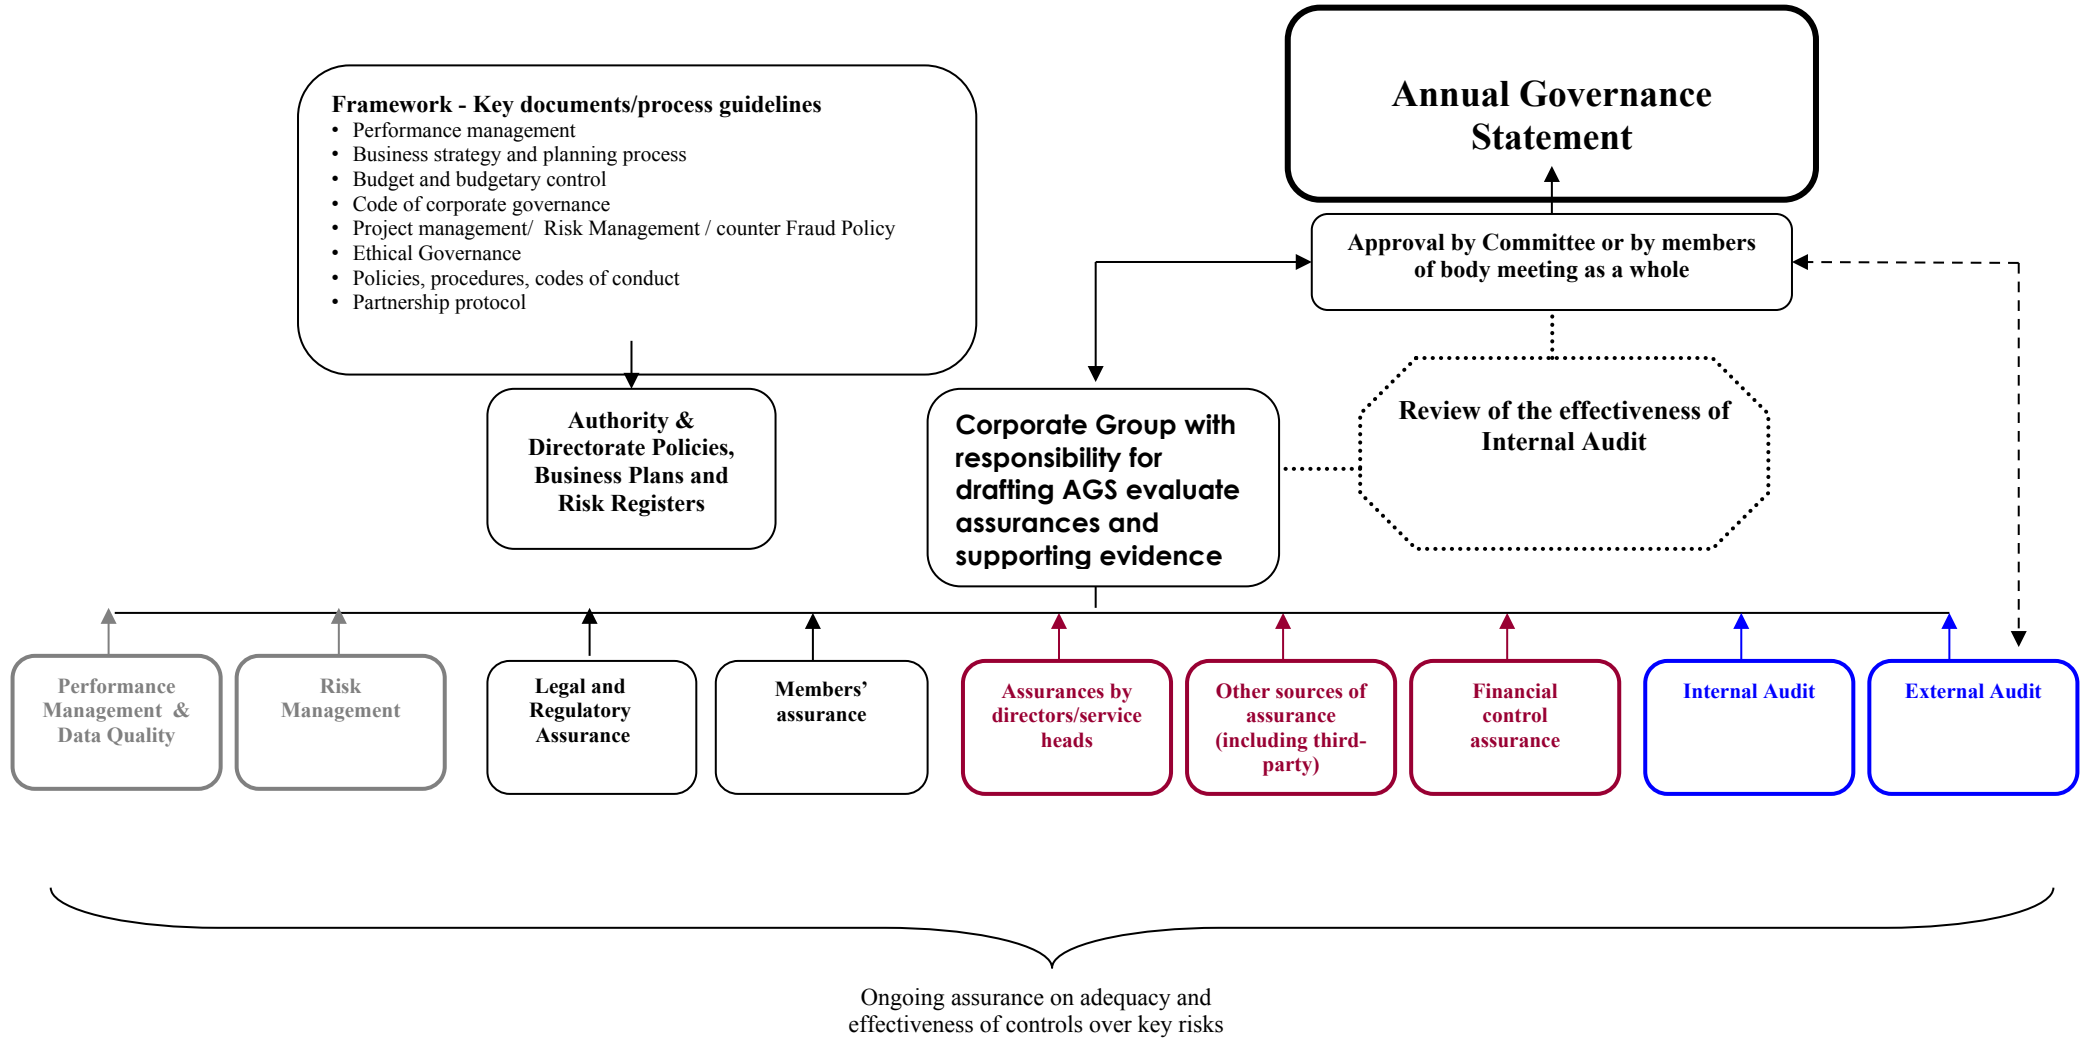 Annual Governance
Statement
Framework - Key documents/process guidelines
• Performance management
• Business strategy and planning process
• Budget and budgetary control
• Code of corporate governance
• Project management/ Risk Management / counter Fraud Policy
• Ethical Governance
• Policies, procedures, codes of conduct
• Partnership protocol
Approval by Committee or by members
of body meeting as a whole
Authority &
Directorate Policies,
Business Plans and
Risk Registers
Corporate Group with
responsibility for
drafting AGS evaluate
assurances and
supporting evidence
Review of the effectiveness of
Internal Audit
Performance
Management &
Data Quality
Risk
Management
Legal and
Regulatory
Assurance
Members’
assurance
Assurances by
directors/service
heads
Other sources of
assurance
(including third-
party)
Financial
control
assurance
Internal Audit
External Audit
Ongoing assurance on adequacy and
effectiveness of controls over key risks